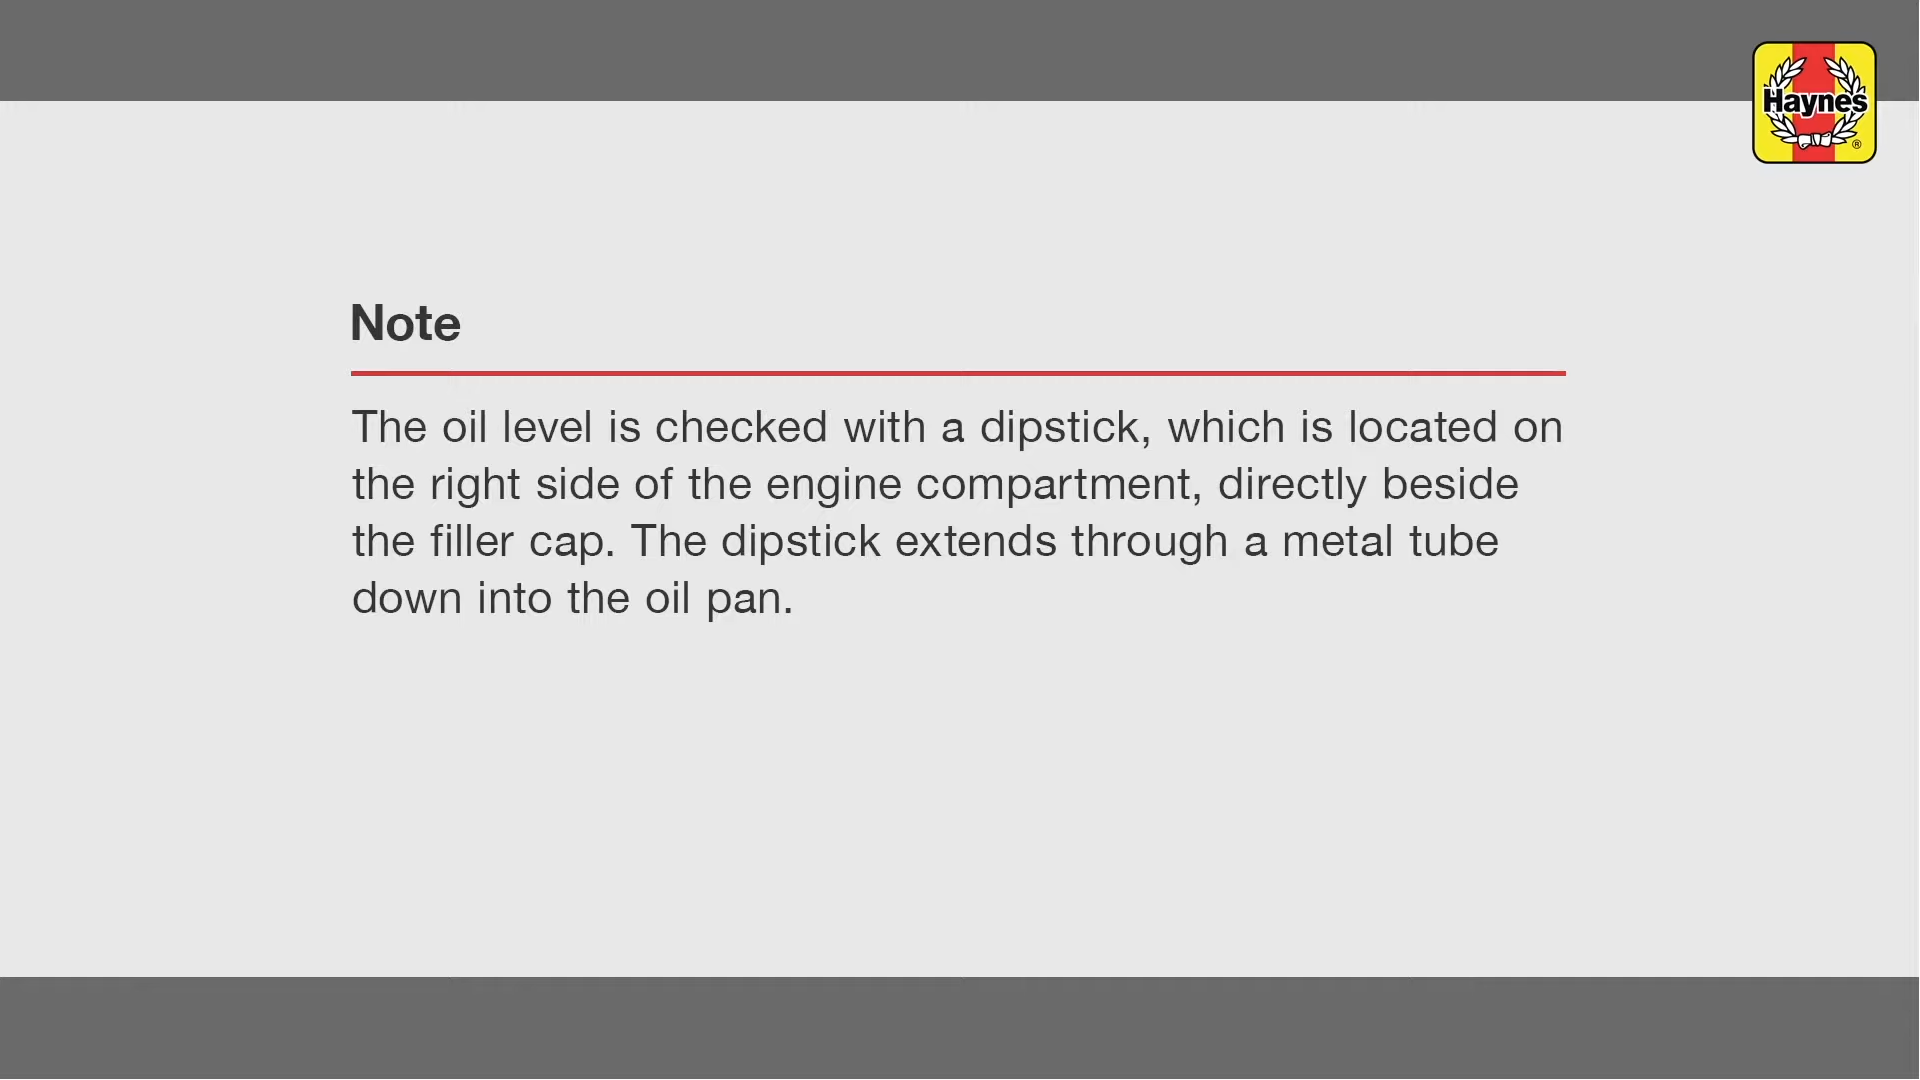 Haynes
®
Note
The oil level is checked with a dipstick, which is located on
the right side of the engine compartment, directly beside
the filler cap. The dipstick extends through a metal tube
down into the oil pan.